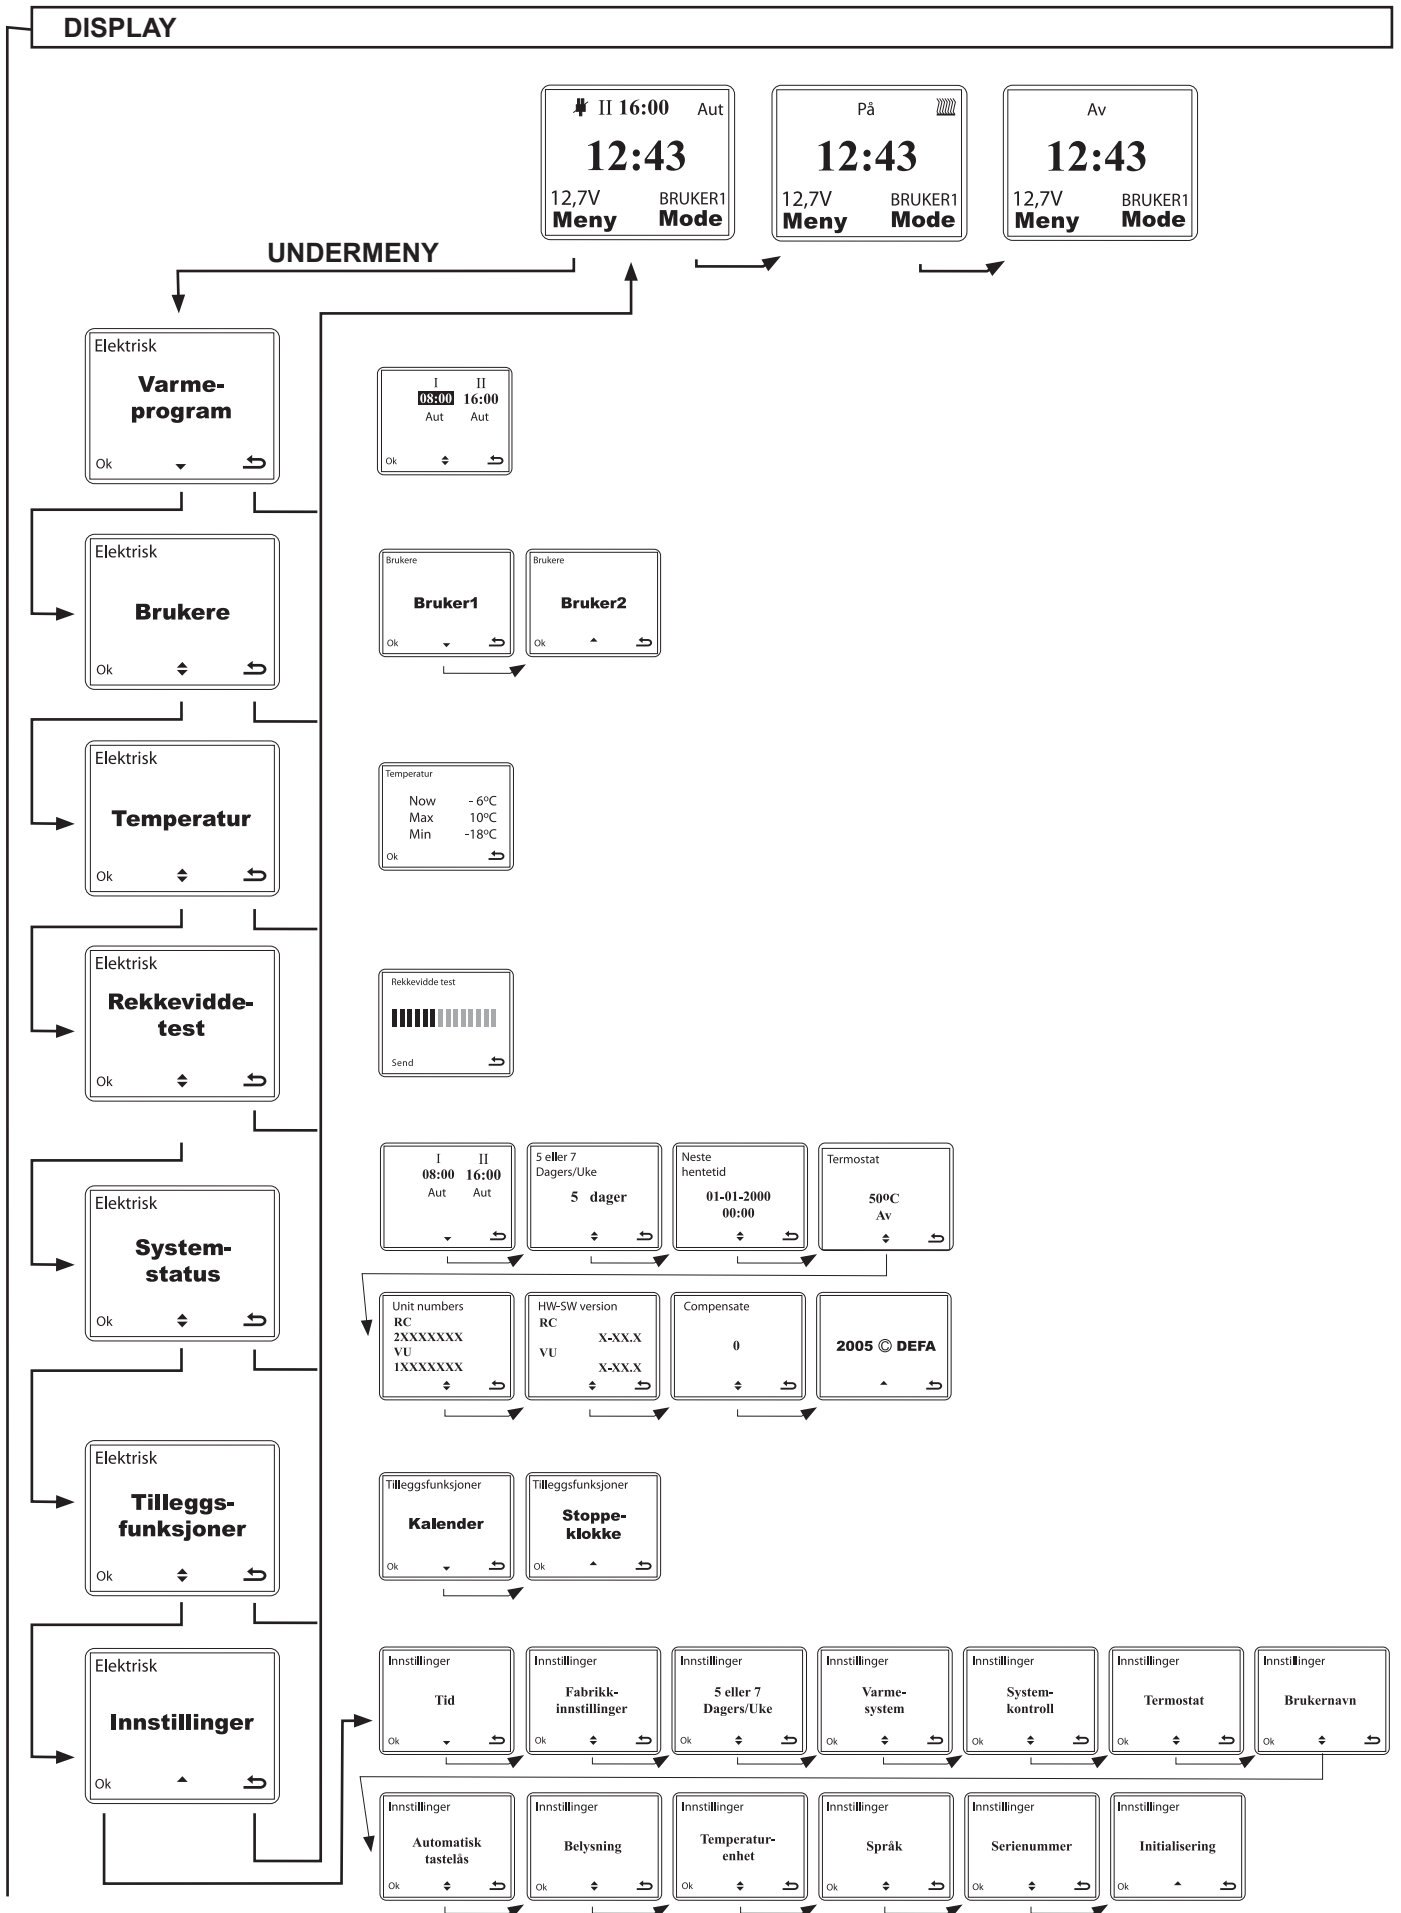 DISPLAY
II 16:00 Aut
12:43
12,7V BRUKER1
Meny Mode
På
12:43
12,7V BRUKER1
Meny Mode
Av
12:43
12,7V BRUKER1
Meny Mode
UNDERMENY
Elektrisk
Varme-
program
Ok
I II
08:00 16:00
Aut Aut
Ok
Elektrisk
Brukere
Ok
Brukere
Bruker1
Ok
Brukere
Bruker2
Ok
Elektrisk
Temperatur
Ok
Temperatur
Now - 6ºC
Max 10ºC
Min -18ºC
Ok
Elektrisk
Rekkevidde-
test
Ok
Rekkevidde test
Send
Elektrisk
System-
status
Ok
I II
08:00 16:00
Aut Aut
5 eller 7
Dagers/Uke
5 dager
Neste
hentetid
01-01-2000
00:00
Termostat
50ºC
Av
Unit numbers
RC
2XXXXXXX
VU
1XXXXXXX
HW-SW version
RC
X-XX.X
VU
X-XX.X
Compensate
0
2005 © DEFA
Elektrisk
Tilleggs-
funksjoner
Ok
Tilleggsfunksjoner
Kalender
Ok
Tilleggsfunksjoner
Stoppe-
klokke
Ok
Elektrisk
Innstillinger
Ok
Innstillinger
Tid
Ok
Innstillinger
Fabrikk-
innstillinger
Ok
Innstillinger
5 eller 7
Dagers/Uke
Ok
Innstillinger
Varme-
system
Ok
Innstillinger
System-
kontroll
Ok
Innstillinger
Termostat
Ok
Innstillinger
Brukernavn
Ok
Innstillinger
Automatisk
tastelås
Ok
Innstillinger
Belysning
Ok
Innstillinger
Temperatur-
enhet
Ok
Innstillinger
Språk
Ok
Innstillinger
Serienummer
Ok
Innstillinger
Initialisering
Ok